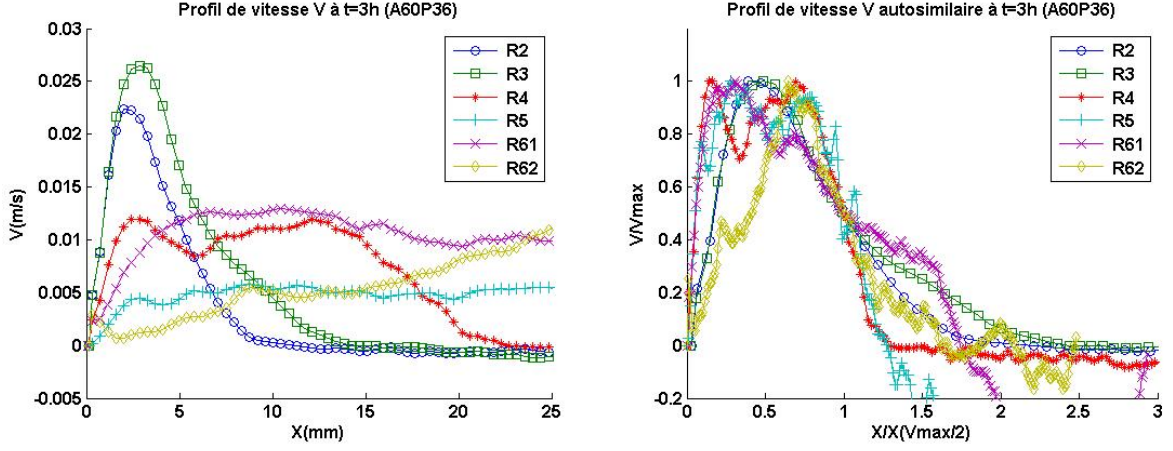 Profil de vitesse V à t=3h (A60P36)
0.03
0.025
0.02
0.015
0.01
0.005
0
-0.005
V(m/s)
0 5 10 15 20 25
X(mm)
R2
R3
R4
R5
R61
R62
Profil de vitesse V autosimilaire à t=3h (A60P36)
1
0.8
0.6
0.4
0.2
0
-0.2
V/Vmax
0 0.5 1 1.5 2 2.5 3
X/X(Vmax/2)
R2
R3
R4
R5
R61
R62